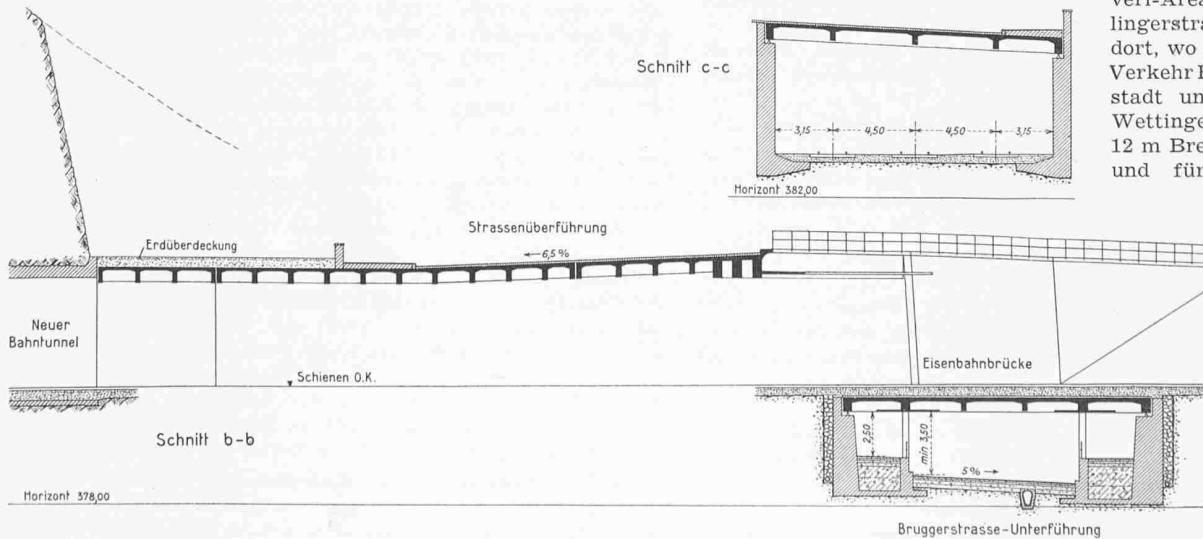 Schnitt c-c
3,15
4,50
4,50
3,15
Horizont 382,00
lingerstra
dort, wo
Verkehr
stadt un
Wettinge
12 m Bre
und für
Strassenüberführung
Erdüberdeckung
← 6,5 %
Neuer
Bahntunnel
Schienen O.K.
Eisenbahnbrücke
Schnitt b-b
2,50
min 3,50
5% →
Horizont 378,00
Bruggerstrasse-Unterführung